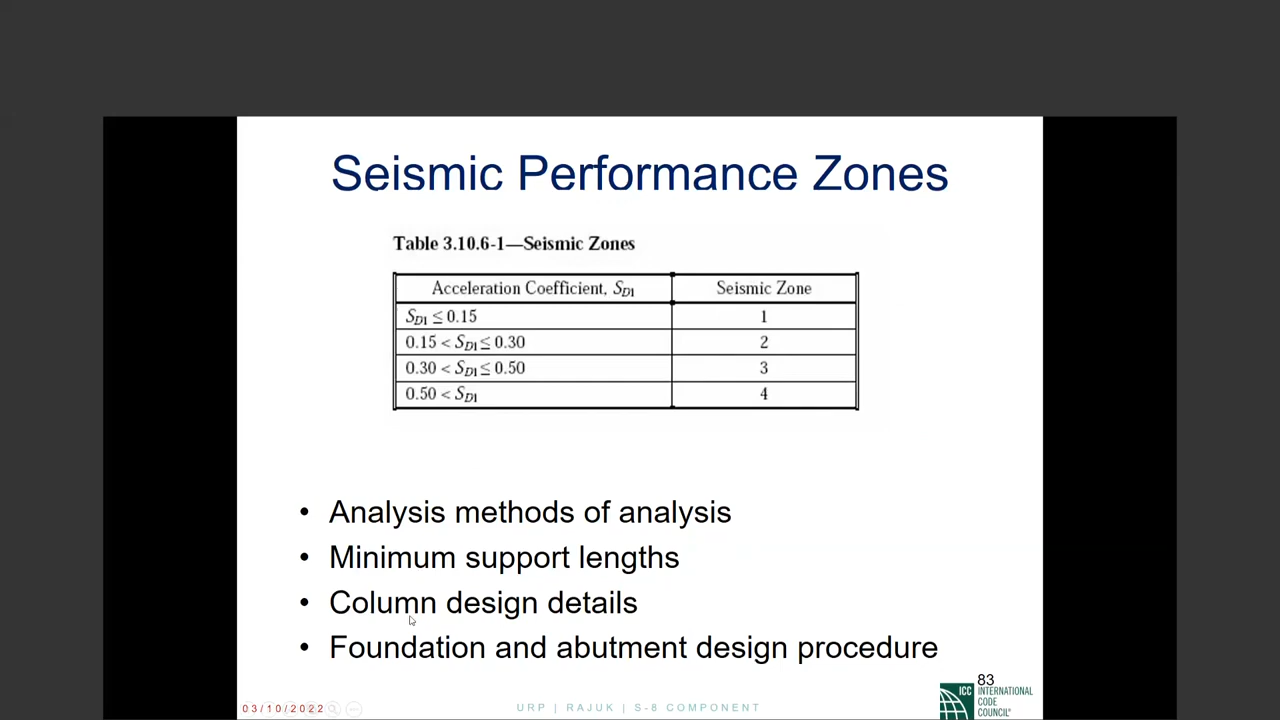 Seismic Performance Zones
Table 3.10.6-1—Seismic Zones
Acceleration Coefficient, SD1 Seismic Zone
SD1 ≤ 0.15 1
0.15 < SD1 ≤ 0.30 2
0.30 < SD1 ≤ 0.50 3
0.50 < SD1 4
• Analysis methods of analysis
• Minimum support lengths
• Column design details
• Foundation and abutment design procedure
83
ICC INTERNATIONAL
CODE
COUNCIL®
03/10/2022
URP | RAJUK | S-8 COMPONENT